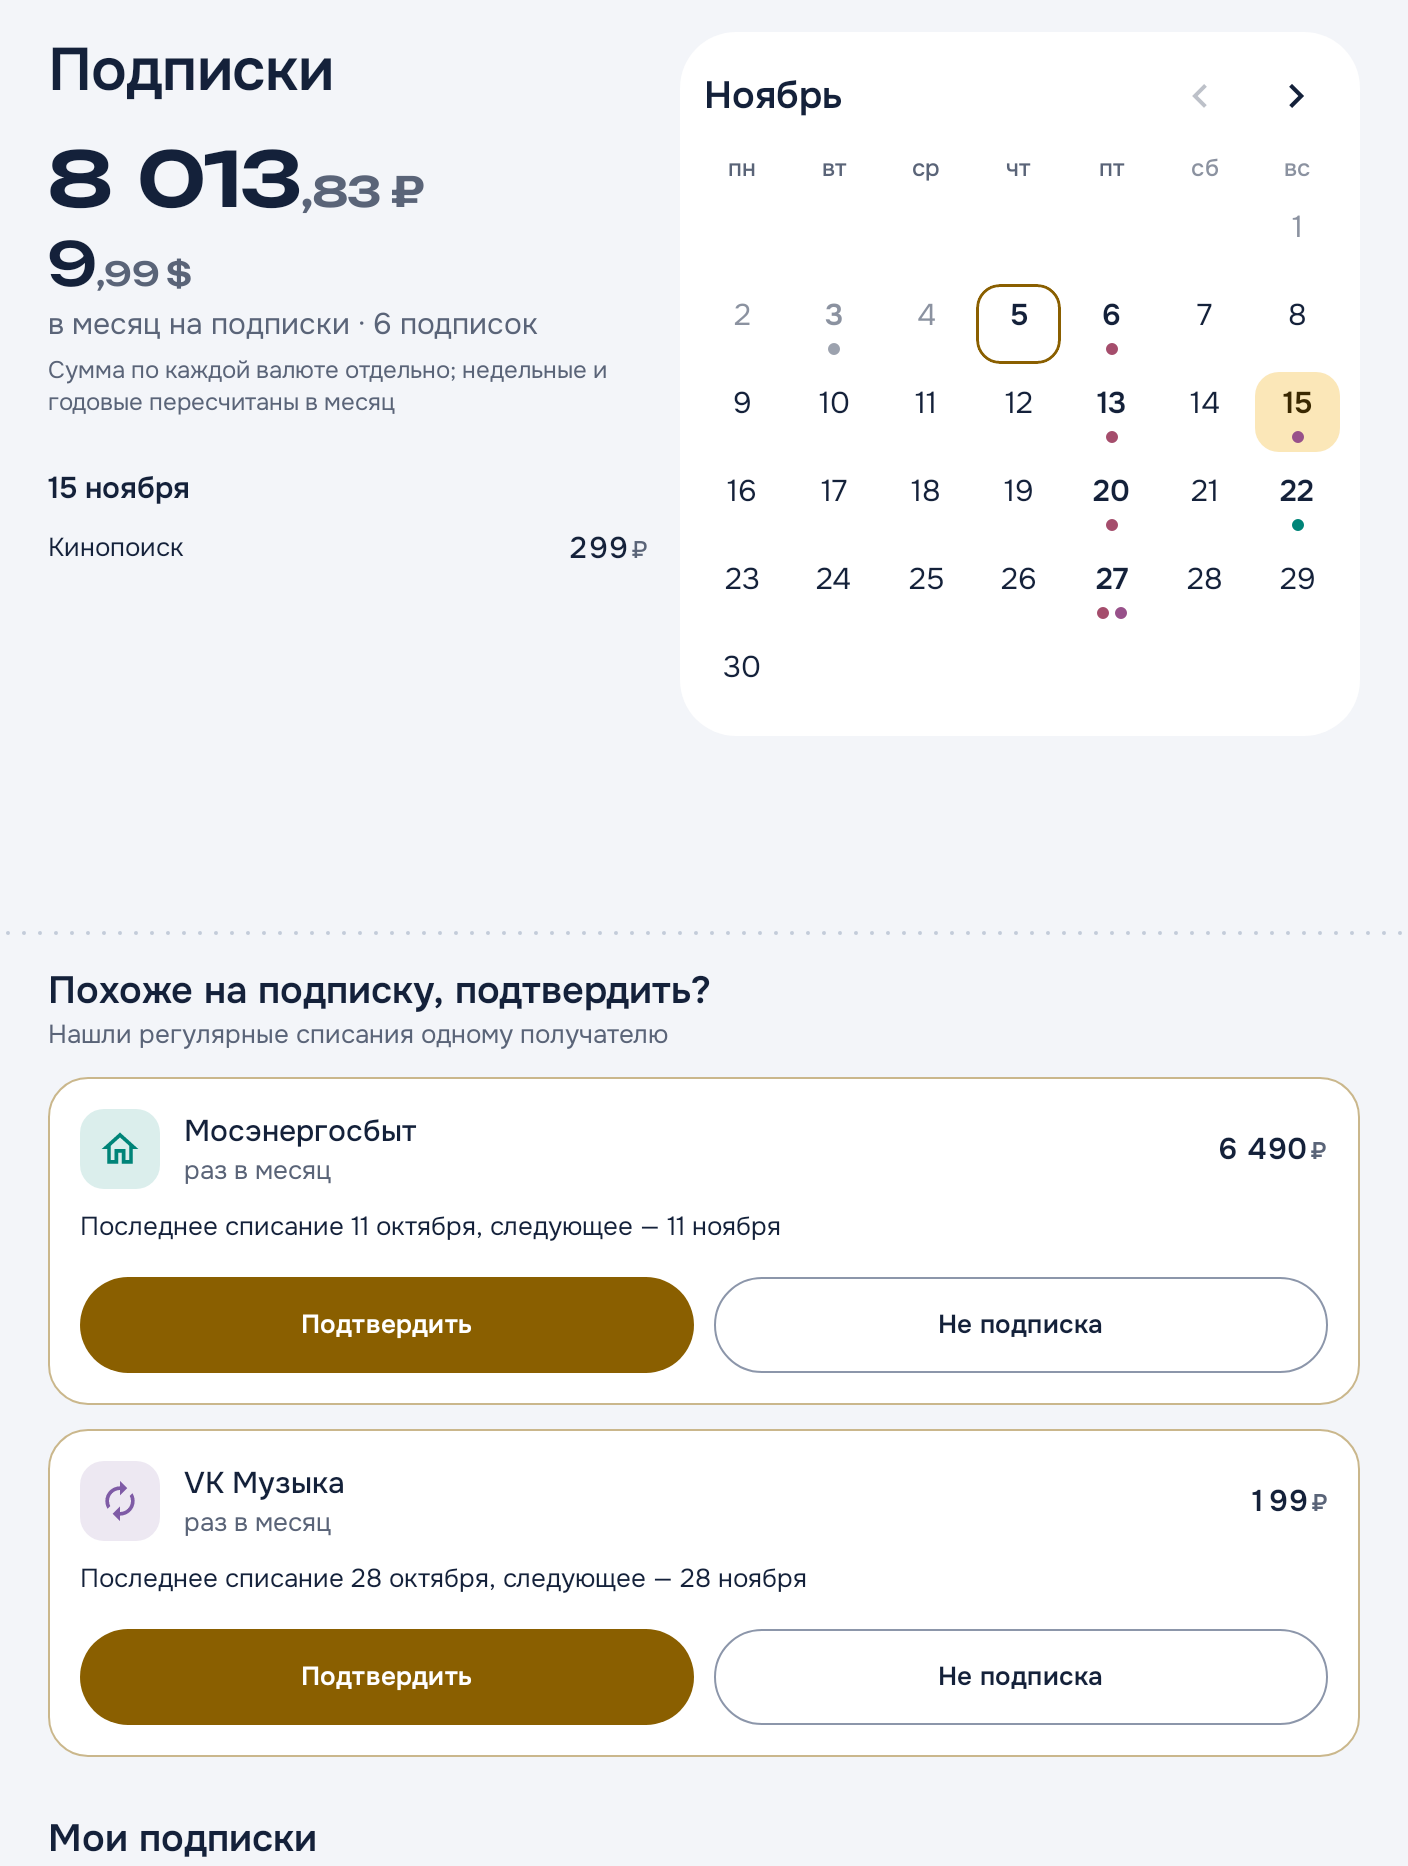 Подписки
8 013,83 ₽
9,99 $
в месяц на подписки · 6 подписок
Сумма по каждой валюте отдельно; недельные и
годовые пересчитаны в месяц
15 ноября
Кинопоиск 299 ₽
Ноябрь
пн вт ср чт пт сб вс
1
2 3 4 5 6 7 8
9 10 11 12 13 14 15
16 17 18 19 20 21 22
23 24 25 26 27 28 29
30
Похоже на подписку, подтвердить?
Нашли регулярные списания одному получателю
Мосэнергосбыт
раз в месяц
6 490 ₽
Последнее списание 11 октября, следующее — 11 ноября
Подтвердить Не подписка
VK Музыка
раз в месяц
199 ₽
Последнее списание 28 октября, следующее — 28 ноября
Подтвердить Не подписка
Мои подписки